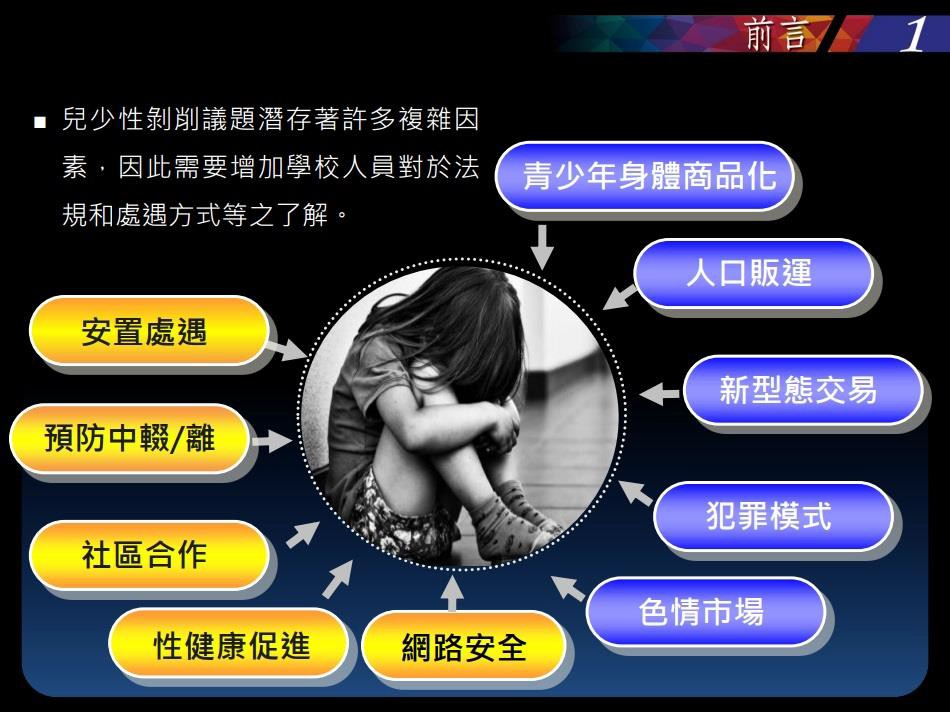 前言 1
■ 兒少性剝削議題潛存著許多複雜因
素，因此需要增加學校人員對於法
規和處遇方式等之了解。
青少年身體商品化
人口販運
新型態交易
犯罪模式
色情市場
安置處遇
預防中輟/離
社區合作
性健康促進
網路安全